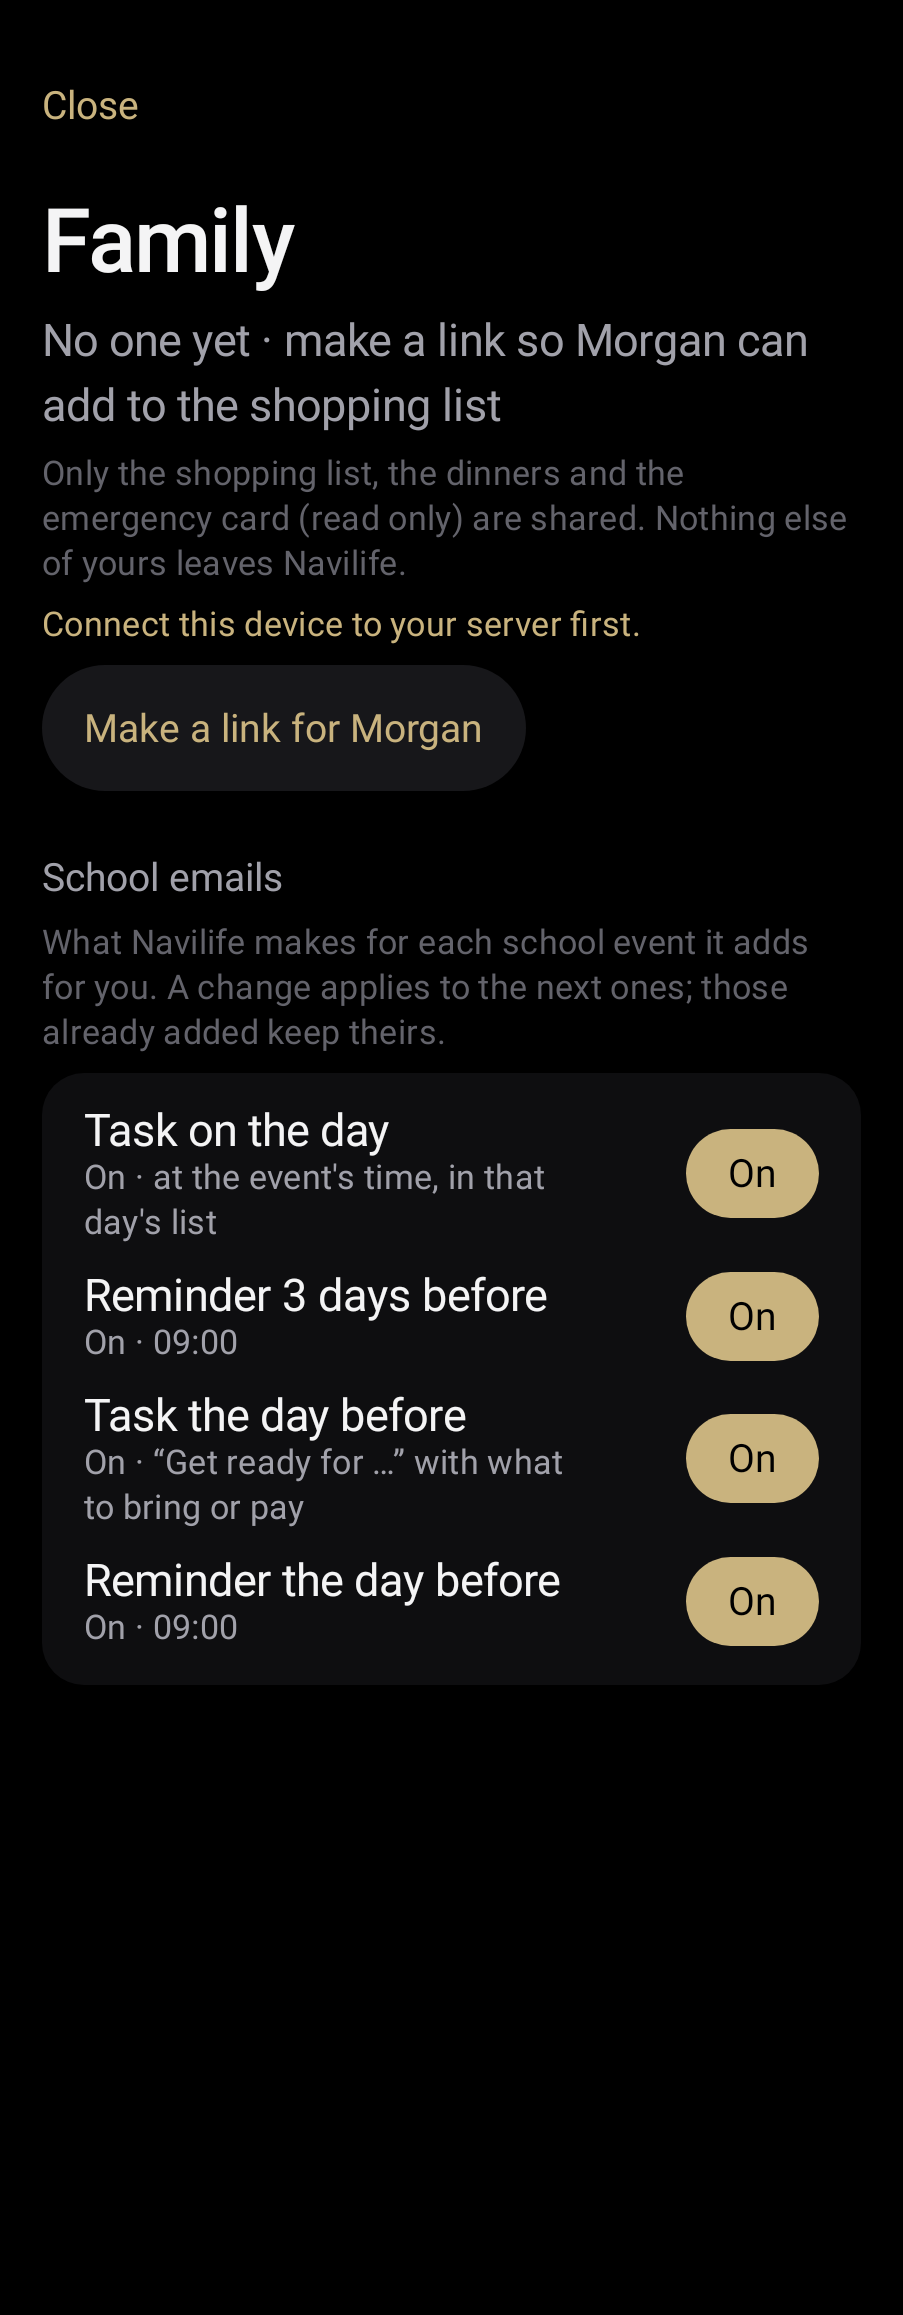 Close
Family
No one yet · make a link so Morgan can
add to the shopping list
Only the shopping list, the dinners and the
emergency card (read only) are shared. Nothing else
of yours leaves Navilife.
Connect this device to your server first.
Make a link for Morgan
School emails
What Navilife makes for each school event it adds
for you. A change applies to the next ones; those
already added keep theirs.
Task on the day
On · at the event's time, in that
day's list
On
Reminder 3 days before
On · 09:00
On
Task the day before
On · “Get ready for …” with what
to bring or pay
On
Reminder the day before
On · 09:00
On